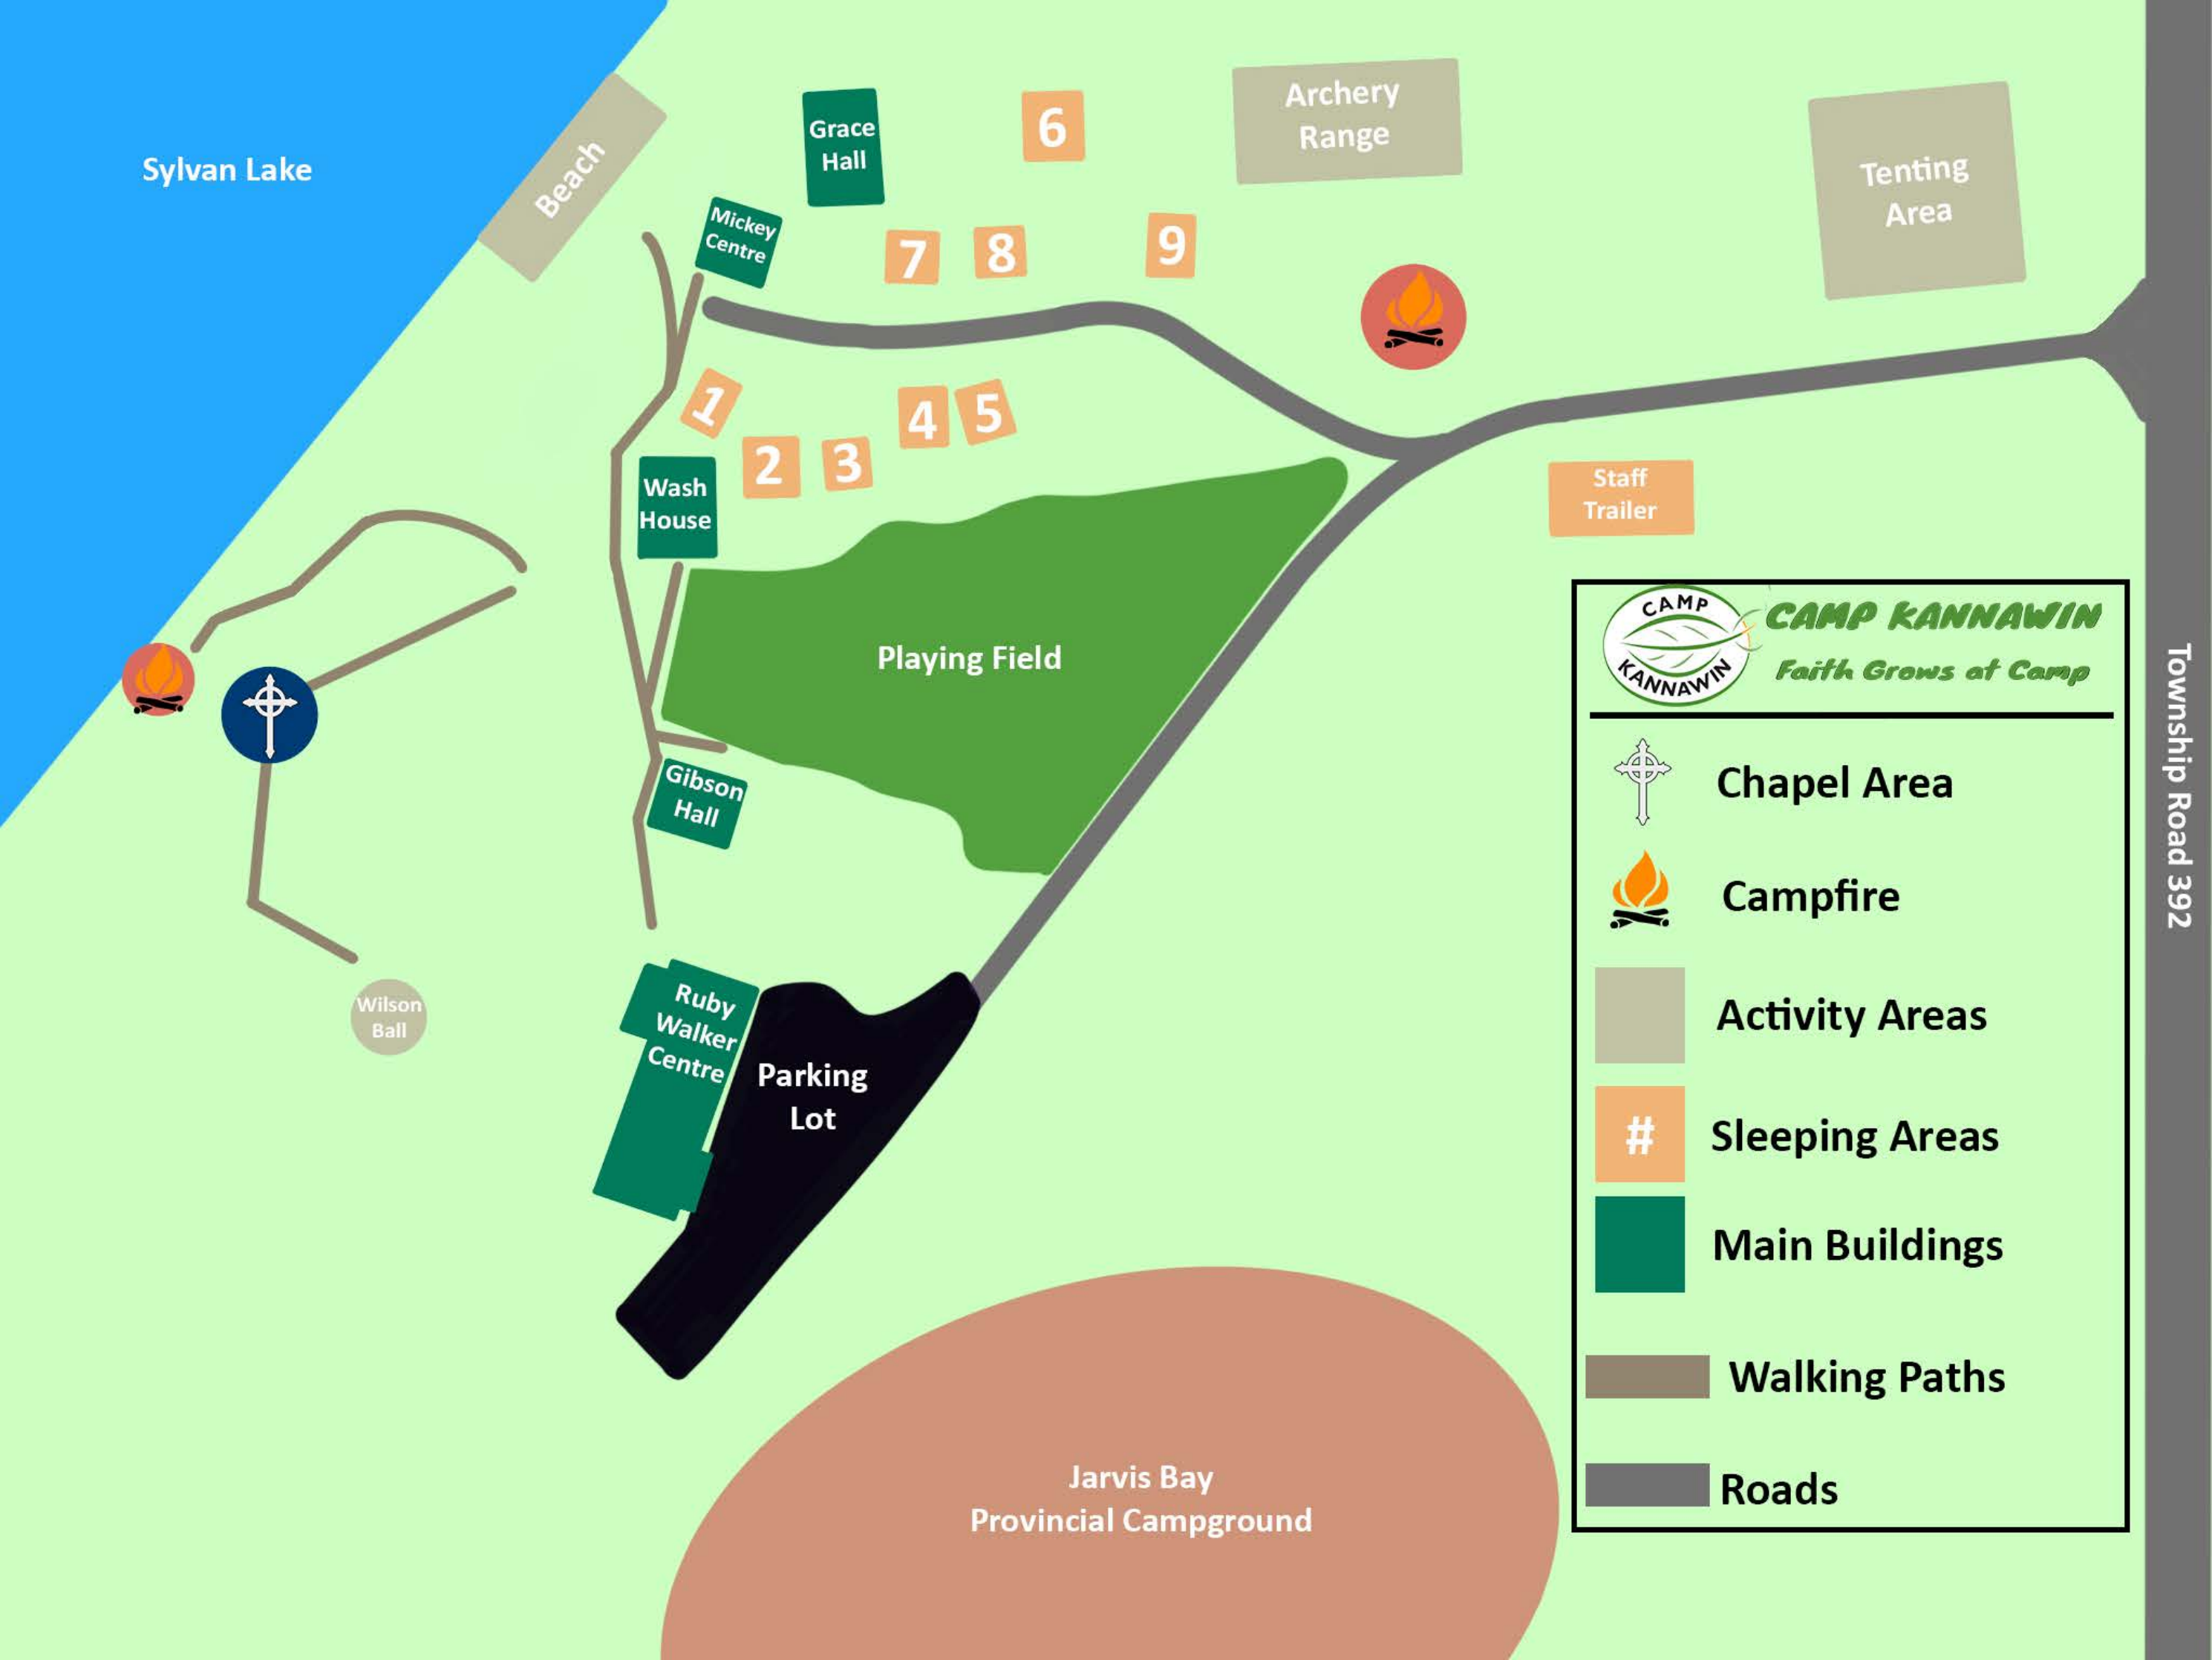 Sylvan Lake
Beach
Grace
Hall
Mickey
Centre
6
7
8
9
Archery
Range
Tenting
Area
1
2
3
4
5
Wash
House
Staff
Trailer
Playing Field
Gibson
Hall
Wilson
Ball
Ruby
Walker
Centre
Parking
Lot
Jarvis Bay
Provincial Campground
Township Road 392
CAMP
KANNAWIN
CAMP KANNAWIN
Faith Grows at Camp
Chapel Area
Campfire
Activity Areas
#
Sleeping Areas
Main Buildings
Walking Paths
Roads